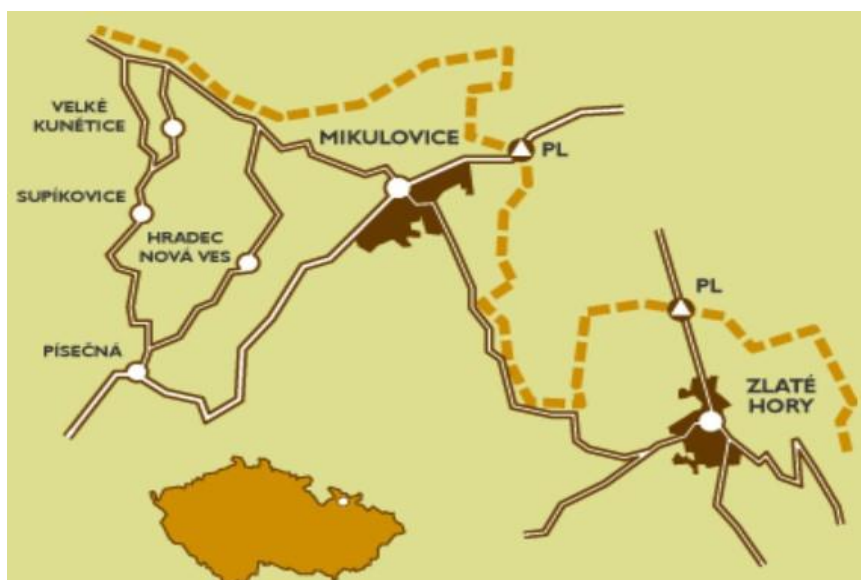 VELKÉ
KUNĚTICE
MIKULOVICE
PL
SUPÍKOVICE
HRADEC
NOVÁ VES
PL
PÍSEČNÁ
ZLATÉ
HORY